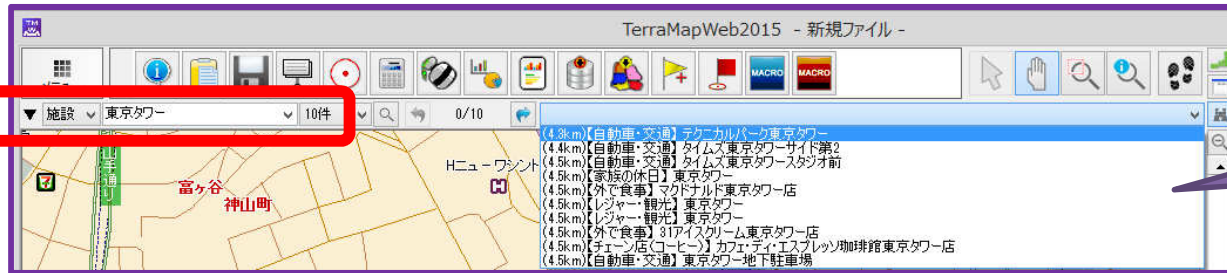 TerraMapWeb2015 - 新規ファイル -
MACRO MACRO
▼ 施設 東京タワー 10件 0/10
(4.3km)【自動車・交通】テクニカルパーク東京タワー
(4.4km)【自動車・交通】タイムズ東京タワーサイド第2
(4.5km)【自動車・交通】タイムズ東京タワースタジオ前
(4.5km)【家族の休日】東京タワー
(4.5km)【外で食事】マクドナルド東京タワー店
(4.5km)【レジャー・観光】東京タワー
(4.5km)【レジャー・観光】東京タワー
(4.5km)【外で食事】31アイスクリーム東京タワー店
(4.5km)【チェーン店(コーヒー)】カフェ・ディ・エスプレッソ珈琲館東京タワー店
(4.5km)【自動車・交通】東京タワー地下駐車場
山手通り
富ヶ谷
神山町
Hニューワシント